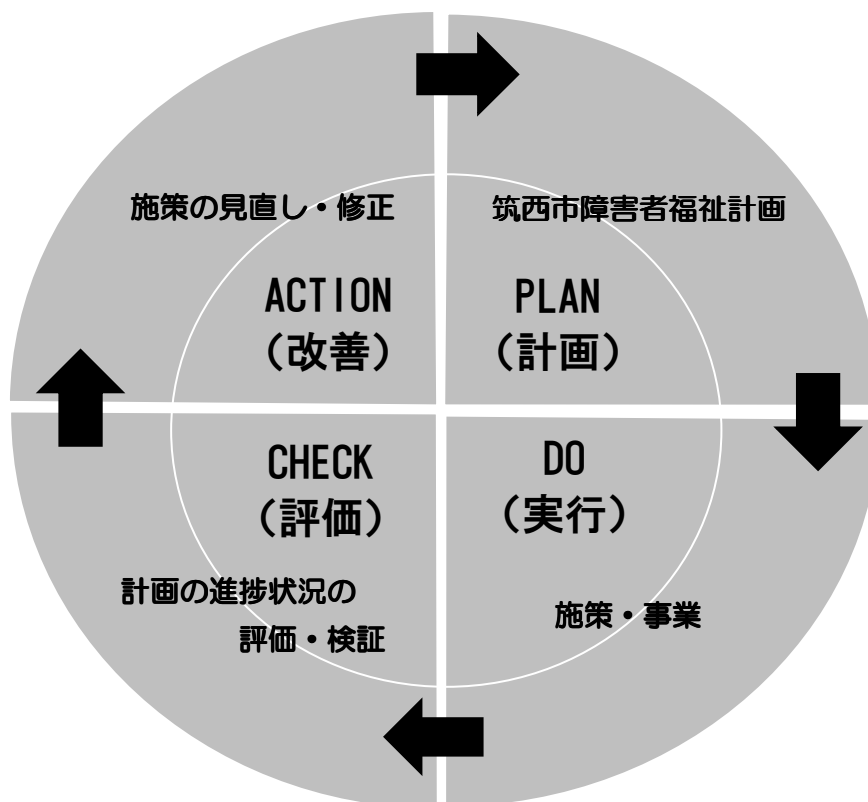 施策の見直し・修正
ACTION
（改善）
筑西市障害者福祉計画
PLAN
（計画）
CHECK
（評価）
計画の進捗状況の
評価・検証
DO
（実行）
施策・事業